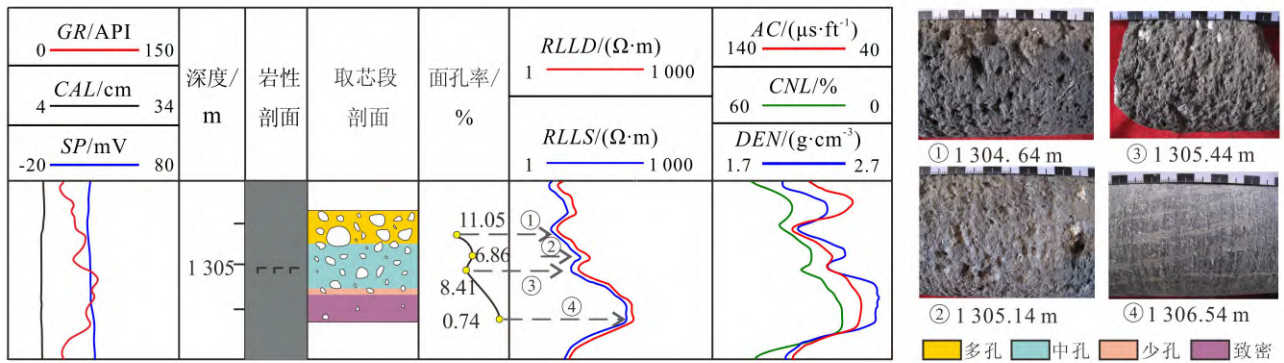 GR/API
0 150
CAL/cm
4 34
SP/mV
-20 80
深度/
m
岩性
剖面
取芯段
剖面
面孔率/
%
RLLD/(Ω·m)
1 1 000
RLLS/(Ω·m)
1 1 000
AC/(μs·ft⁻¹)
140 40
CNL/%
60 0
DEN/(g·cm⁻³)
1.7 2.7
1 305
11.05
6.86
8.41
0.74
①
②
③
④
① 1 304. 64 m
③ 1 305.44 m
② 1 305.14 m
④ 1 306.54 m
多孔 中孔 少孔 致密